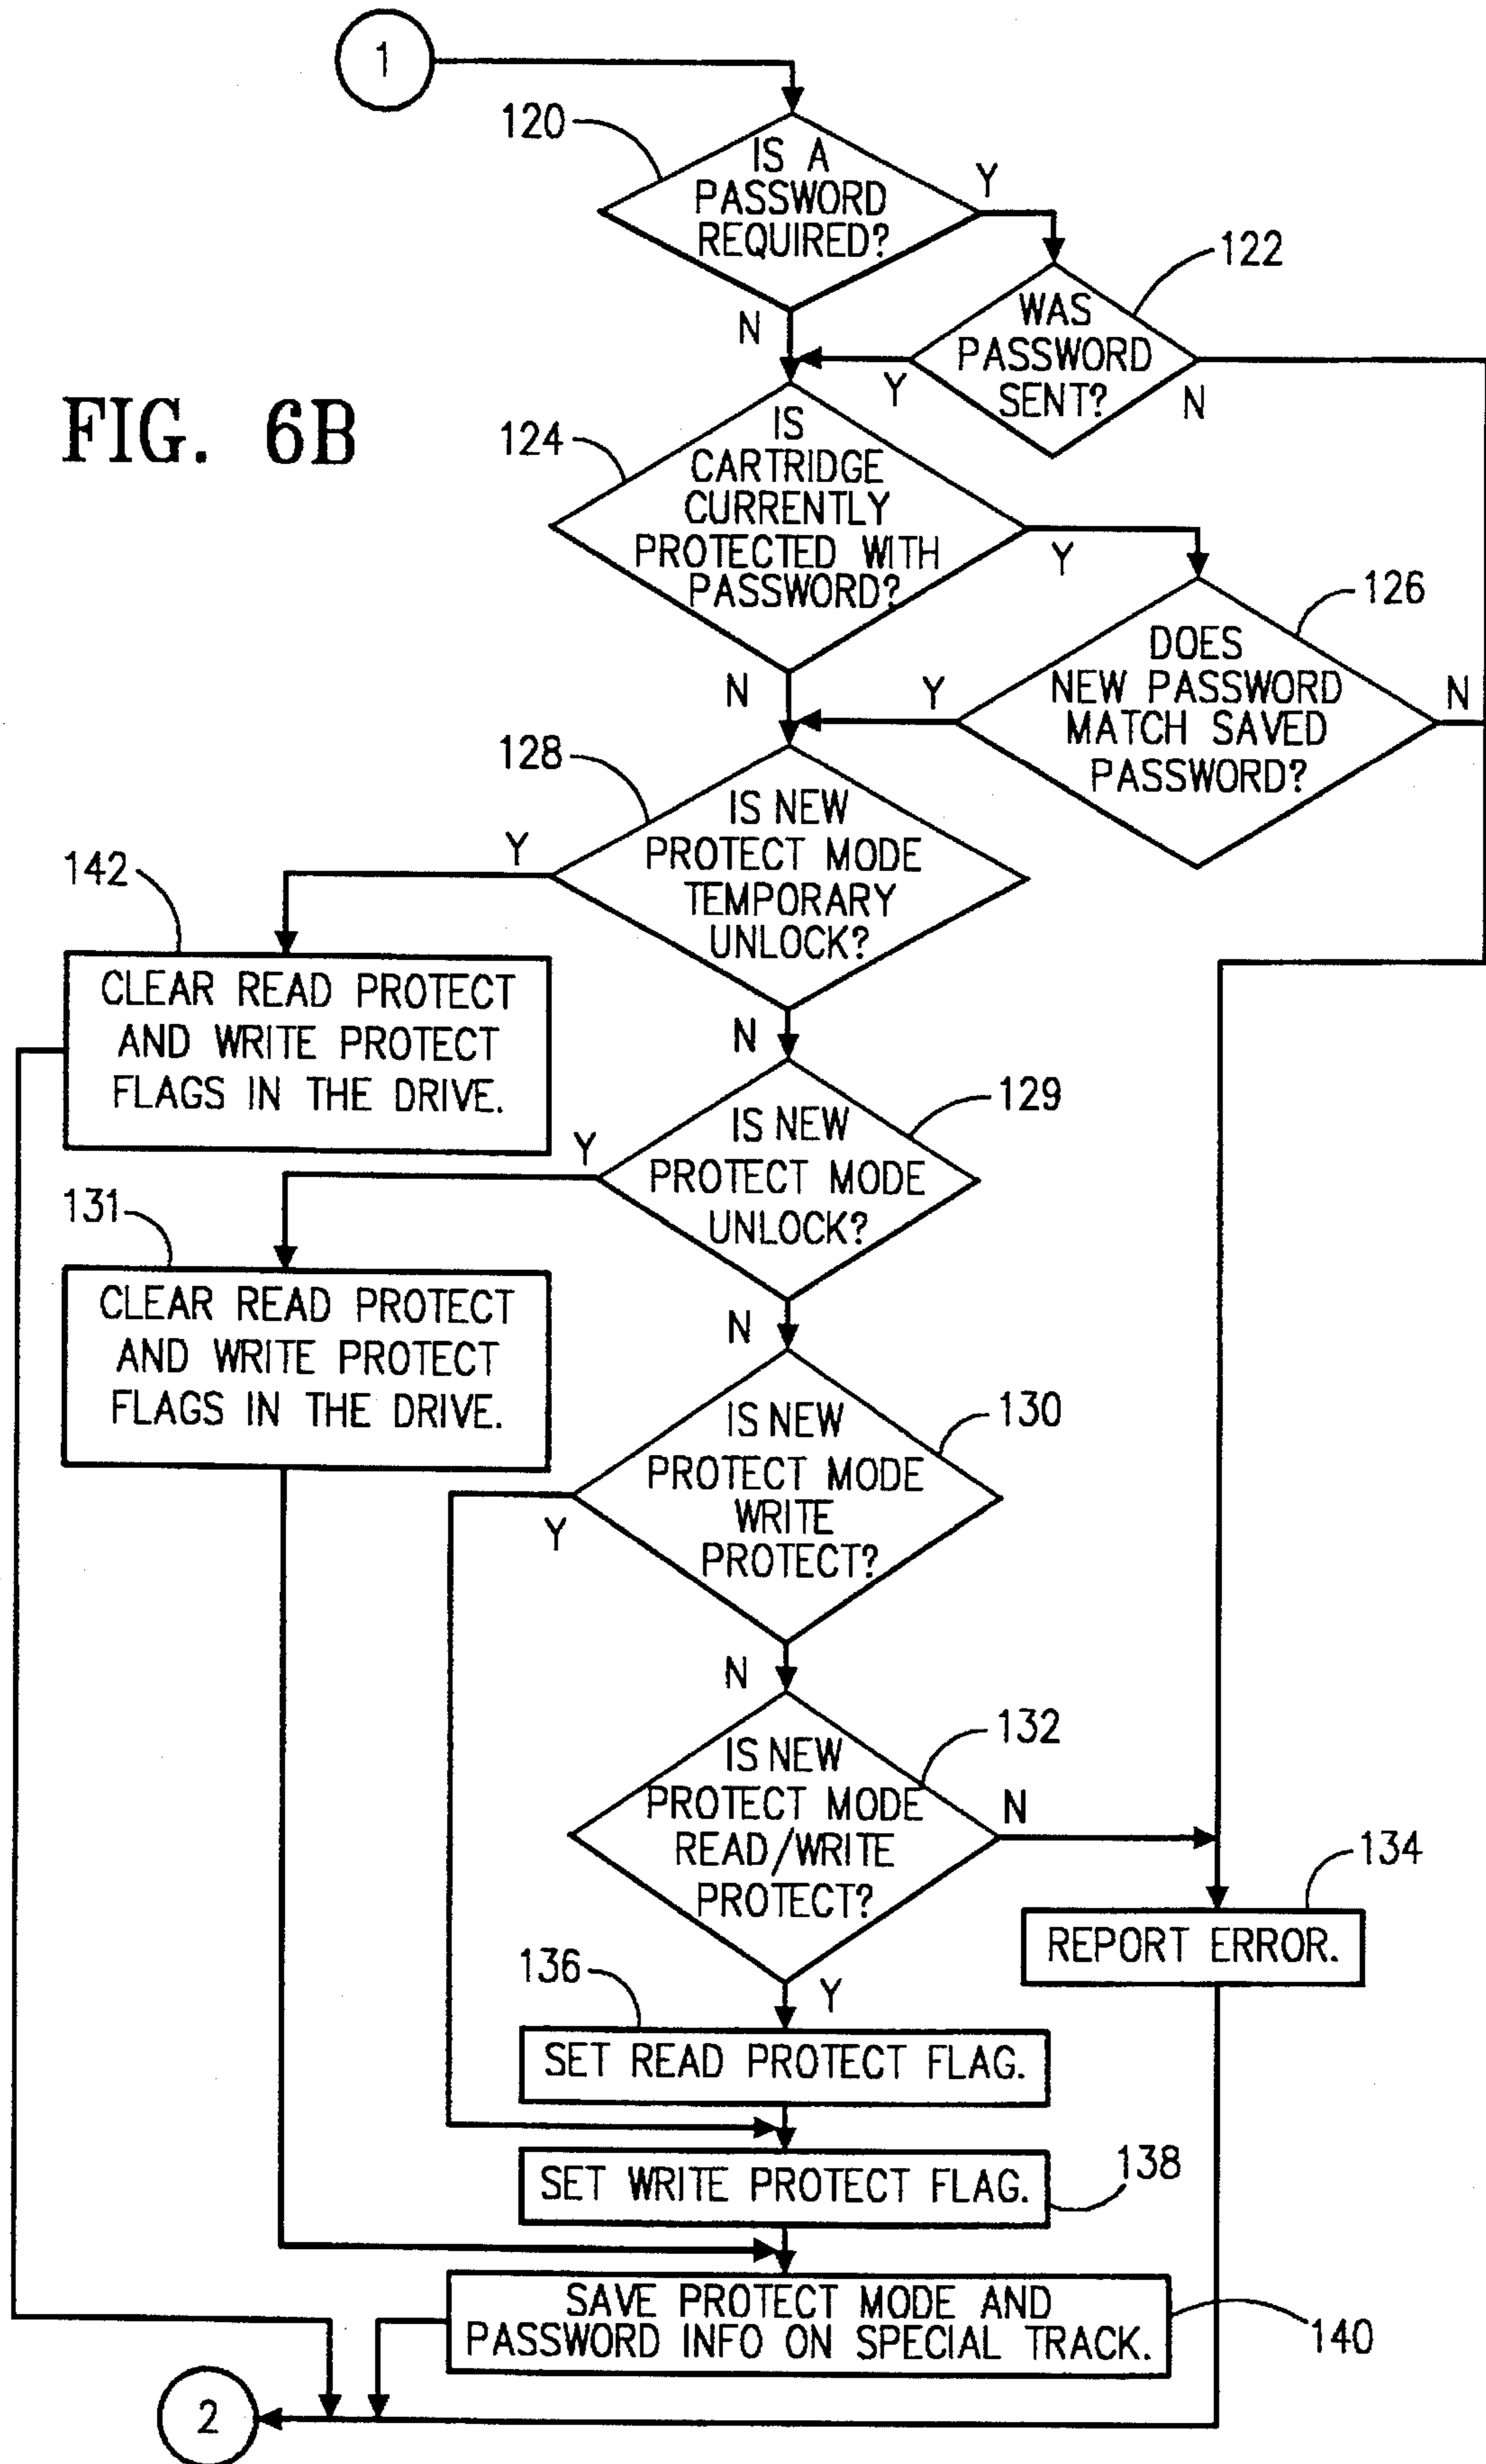 1
120
IS A
PASSWORD
REQUIRED?
Y
N
122
WAS
PASSWORD
SENT?
Y
N
FIG. 6B
124
IS
CARTRIDGE
CURRENTLY
PROTECTED WITH
PASSWORD?
Y
N
126
DOES
NEW PASSWORD
MATCH SAVED
PASSWORD?
Y
N
128
IS NEW
PROTECT MODE
TEMPORARY
UNLOCK?
Y
N
142
CLEAR READ PROTECT
AND WRITE PROTECT
FLAGS IN THE DRIVE.
129
IS NEW
PROTECT MODE
UNLOCK?
Y
N
131
CLEAR READ PROTECT
AND WRITE PROTECT
FLAGS IN THE DRIVE.
130
IS NEW
PROTECT MODE
WRITE
PROTECT?
Y
N
132
IS NEW
PROTECT MODE
READ/WRITE
PROTECT?
N
Y
134
REPORT ERROR.
136
SET READ PROTECT FLAG.
138
SET WRITE PROTECT FLAG.
SAVE PROTECT MODE AND
PASSWORD INFO ON SPECIAL TRACK.
140
2